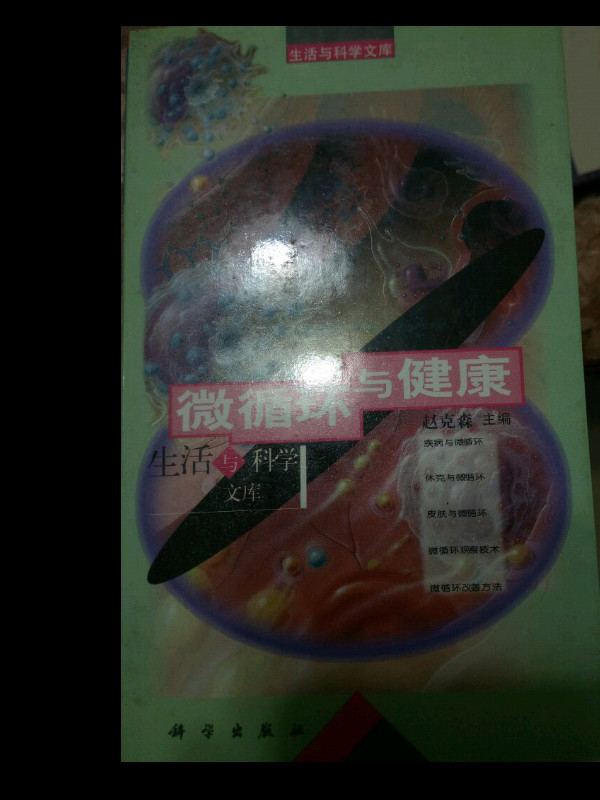 生活与科学文库
微循环与健康
赵克森 主编
生活与科学
文库
疾病与微循环
休克与微循环
皮肤与微循环
微循环观察技术
微循环改善方法
科学出版社